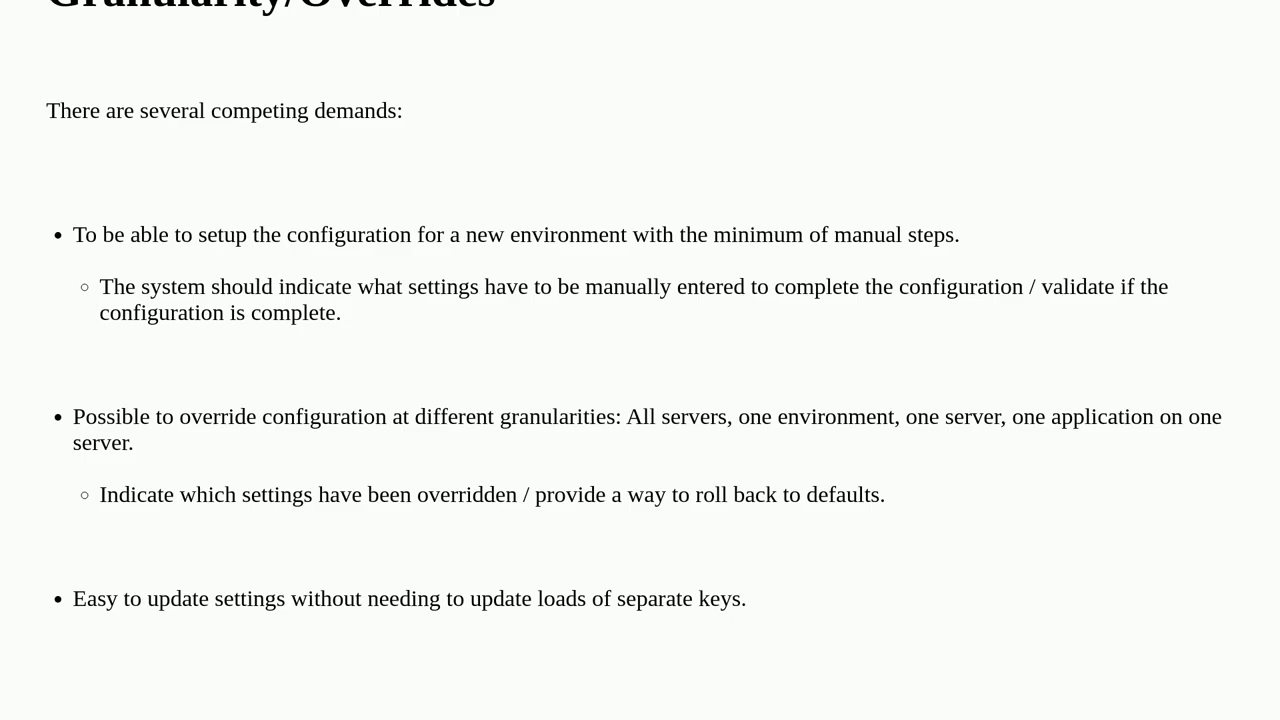 Granularity/Overrides
There are several competing demands:
• To be able to setup the configuration for a new environment with the minimum of manual steps.
◦ The system should indicate what settings have to be manually entered to complete the configuration / validate if the
configuration is complete.
• Possible to override configuration at different granularities: All servers, one environment, one server, one application on one
server.
◦ Indicate which settings have been overridden / provide a way to roll back to defaults.
• Easy to update settings without needing to update loads of separate keys.